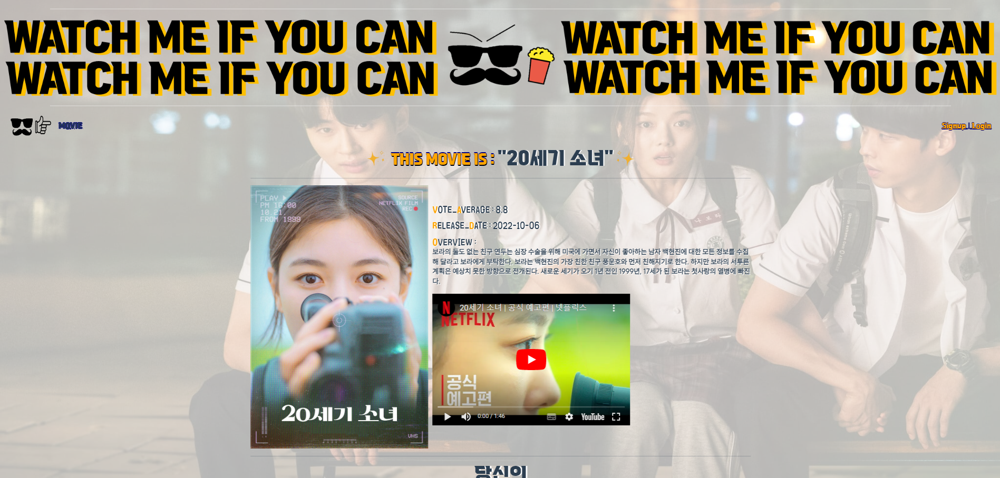 WATCH ME IF YOU CAN
WATCH ME IF YOU CAN
WATCH ME IF YOU CAN
WATCH ME IF YOU CAN
MOVIE
Signup | Login
THIS MOVIE IS : "20세기 소녀"
PLAY
PM 16:00
10.21.
FROM 1999
SOURCE
NETFLIX FILM
REC
20세기 소녀
VHS
VOTE_AVERAGE : 8.8
RELEASE_DATE : 2022-10-06
OVERVIEW :
보라의 둘도 없는 친구 연두는 심장 수술을 위해 미국에 가면서 자신이 좋아하는 남자 백현진에 대한 모든 정보를 수집
해 달라고 보라에게 부탁한다. 보라는 백현진의 가장 친한 친구 풍운호와 먼저 친해지기로 한다. 하지만 보라의 서투른
계획은 예상치 못한 방향으로 전개된다. 새로운 세기가 오기 1년 전인 1999년, 17세가 된 보라는 첫사랑의 열병에 빠진
다.
N
20세기 소녀 | 공식 예고편 | 넷플릭스
NETFLIX
공식
예고편
0:00 / 1:46
YouTube
나보라
당신의